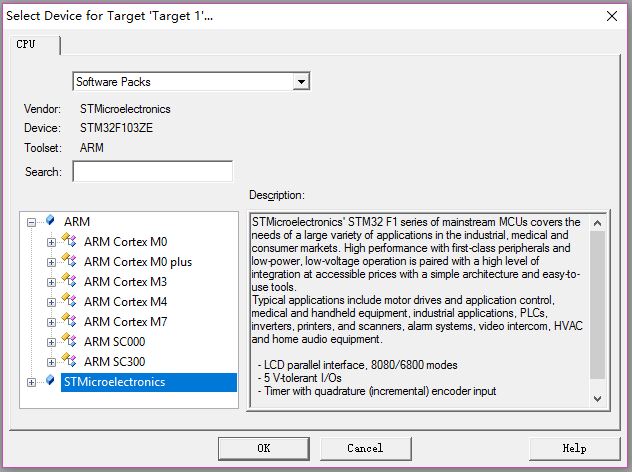 Select Device for Target 'Target 1'...
CPU
Software Packs
Vendor: STMicroelectronics
Device: STM32F103ZE
Toolset: ARM
Search:
Description:
ARM
ARM Cortex M0
ARM Cortex M0 plus
ARM Cortex M3
ARM Cortex M4
ARM Cortex M7
ARM SC000
ARM SC300
STMicroelectronics
STMicroelectronics' STM32 F1 series of mainstream MCUs covers the
needs of a large variety of applications in the industrial, medical and
consumer markets. High performance with first-class peripherals and
low-power, low-voltage operation is paired with a high level of
integration at accessible prices with a simple architecture and easy-to-
use tools.
Typical applications include motor drives and application control,
medical and handheld equipment, industrial applications, PLCs,
inverters, printers, and scanners, alarm systems, video intercom, HVAC
and home audio equipment.
- LCD parallel interface, 8080/6800 modes
- 5 V-tolerant I/Os
- Timer with quadrature (incremental) encoder input
OK
Cancel
Help